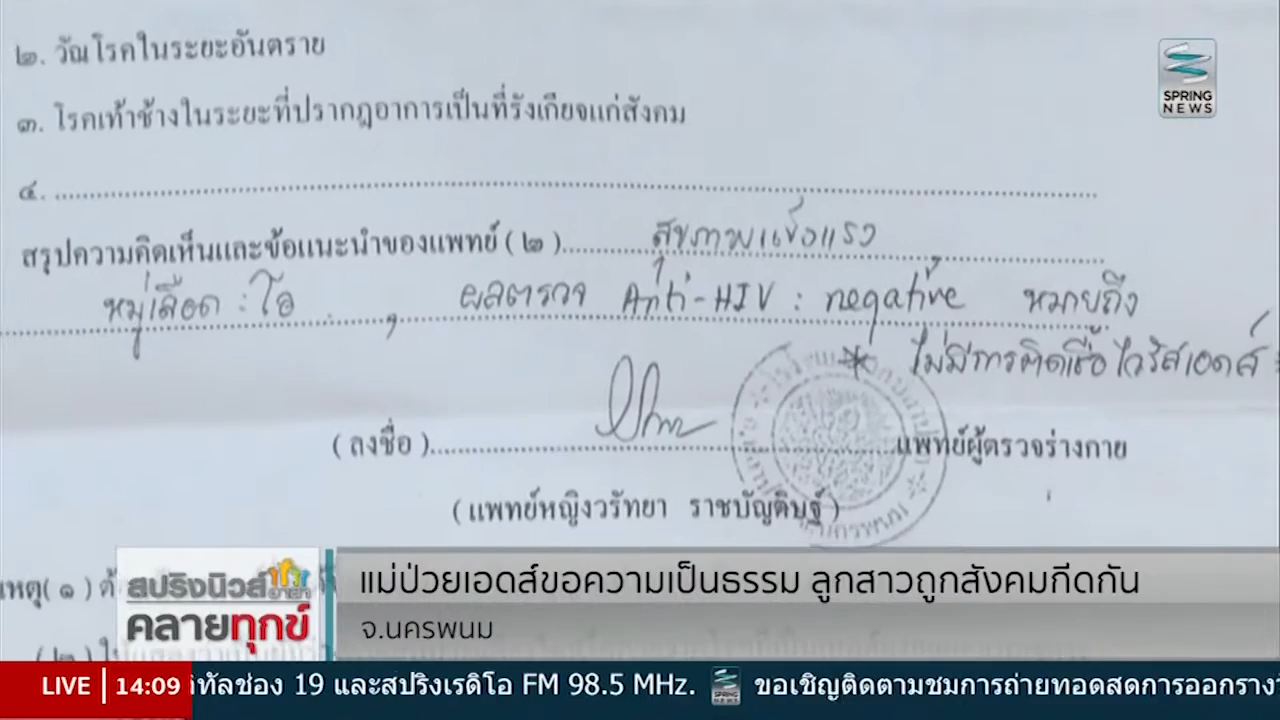 ๒. วัณโรคในระยะอันตราย
๓. โรคเท้าช้างในระยะที่ปรากฏอาการเป็นที่รังเกียจแก่สังคม
๔.
สรุปความคิดเห็นและข้อแนะนำของแพทย์ (๒) สุขภาพแข็งแรง
หมู่เลือด : โอ , ผลตรวจ Anti-HIV : negative หมายถึง
* ไม่มีการติดเชื้อไวรัสเอดส์
(ลงชื่อ) แพทย์ผู้ตรวจร่างกาย
(แพทย์หญิงวรัทยา ราชบัญดิษฐ์)
เหตุ(๑)
SPRING
NEWS
สปริงนิวส์อาสา
คลายทุกข์
แม่ป่วยเอดส์ขอความเป็นธรรม ลูกสาวถูกสังคมกีดกัน
จ.นครพนม
LIVE 14:09 ทัลช่อง 19 และสปริงเรดิโอ FM 98.5 MHz. SPRING NEWS ขอเชิญติดตามชมการถ่ายทอดสดการออกราง